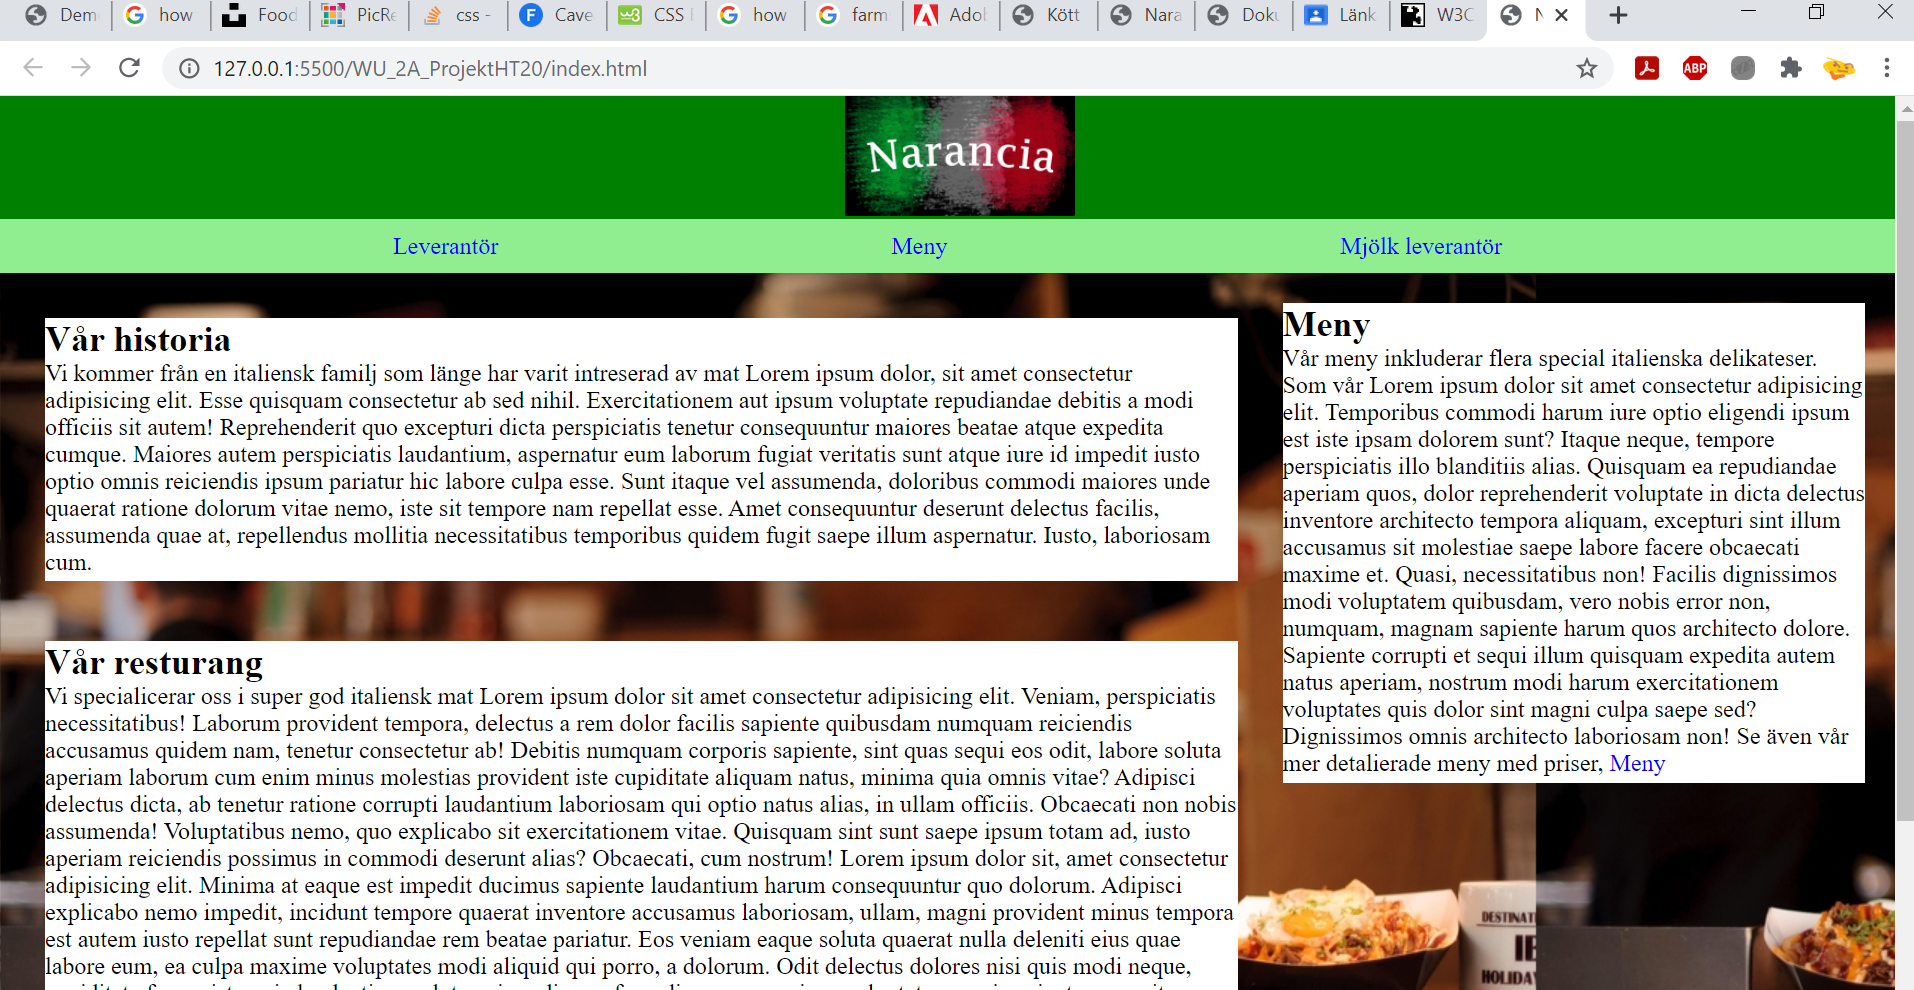 Dem how Food PicRe css - Cave CSS how farm Adol Kött Nara Doku Länk W3C
127.0.0.1:5500/WU_2A_ProjektHT20/index.html
ABP
Narancia
Leverantör Meny Mjölk leverantör
Vår historia
Vi kommer från en italiensk familj som länge har varit intreserad av mat Lorem ipsum dolor, sit amet consectetur
adipisicing elit. Esse quisquam consectetur ab sed nihil. Exercitationem aut ipsum voluptate repudiandae debitis a modi
officiis sit autem! Reprehenderit quo excepturi dicta perspiciatis tenetur consequuntur maiores beatae atque expedita
cumque. Maiores autem perspiciatis laudantium, aspernatur eum laborum fugiat veritatis sunt atque iure id impedit iusto
optio omnis reiciendis ipsum pariatur hic labore culpa esse. Sunt itaque vel assumenda, doloribus commodi maiores unde
quaerat ratione dolorum vitae nemo, iste sit tempore nam repellat esse. Amet consequuntur deserunt delectus facilis,
assumenda quae at, repellendus mollitia necessitatibus temporibus quidem fugit saepe illum aspernatur. Iusto, laboriosam
cum.
Vår resturang
Vi specialicerar oss i super god italiensk mat Lorem ipsum dolor sit amet consectetur adipisicing elit. Veniam, perspiciatis
necessitatibus! Laborum provident tempora, delectus a rem dolor facilis sapiente quibusdam numquam reiciendis
accusamus quidem nam, tenetur consectetur ab! Debitis numquam corporis sapiente, sint quas sequi eos odit, labore soluta
aperiam laborum cum enim minus molestias provident iste cupiditate aliquam natus, minima quia omnis vitae? Adipisci
delectus dicta, ab tenetur ratione corrupti laudantium laboriosam qui optio natus alias, in ullam officiis. Obcaecati non nobis
assumenda! Voluptatibus nemo, quo explicabo sit exercitationem vitae. Quisquam sint sunt saepe ipsum totam ad, iusto
aperiam reiciendis possimus in commodi deserunt alias? Obcaecati, cum nostrum! Lorem ipsum dolor sit, amet consectetur
adipisicing elit. Minima at eaque est impedit ducimus sapiente laudantium harum consequuntur quo dolorum. Adipisci
explicabo nemo impedit, incidunt tempore quaerat inventore accusamus laboriosam, ullam, magni provident minus tempora
est autem iusto repellat sunt repudiandae rem beatae pariatur. Eos veniam eaque soluta quaerat nulla deleniti eius quae
labore eum, ea culpa maxime voluptates modi aliquid qui porro, a dolorum. Odit delectus dolores nisi quis modi neque,
Meny
Vår meny inkluderar flera special italienska delikateser.
Som vår Lorem ipsum dolor sit amet consectetur adipisicing
elit. Temporibus commodi harum iure optio eligendi ipsum
est iste ipsam dolorem sunt? Itaque neque, tempore
perspiciatis illo blanditiis alias. Quisquam ea repudiandae
aperiam quos, dolor reprehenderit voluptate in dicta delectus
inventore architecto tempora aliquam, excepturi sint illum
accusamus sit molestiae saepe labore facere obcaecati
maxime et. Quasi, necessitatibus non! Facilis dignissimos
modi voluptatem quibusdam, vero nobis error non,
numquam, magnam sapiente harum quos architecto dolore.
Sapiente corrupti et sequi illum quisquam expedita autem
natus aperiam, nostrum modi harum exercitationem
voluptates quis dolor sint magni culpa saepe sed?
Dignissimos omnis architecto laboriosam non! Se även vår
mer detalierade meny med priser, Meny
DESTINAT
HOLIDAY